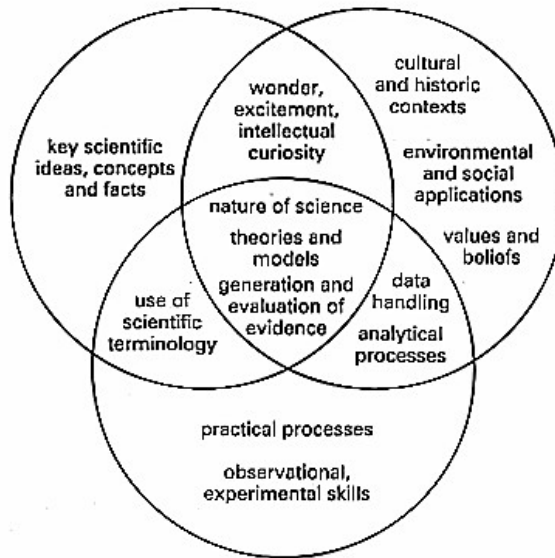 wonder,
excitement,
intellectual
curiosity
cultural
and historic
contexts
key scientific
ideas, concepts
and facts
environmental
and social
applications
values and
beliefs
nature of science
theories and
models
generation and
evaluation of
evidence
use of
scientific
terminology
data
handling
analytical
processes
practical processes
observational,
experimental skills